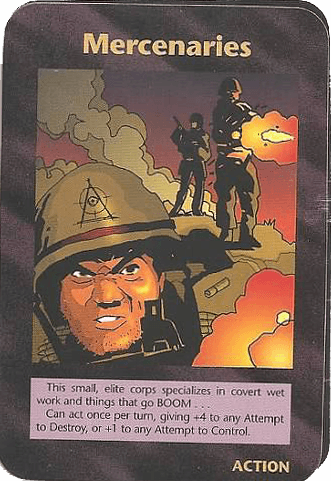 Mercenaries
This small, elite corps specializes in covert wet
work and things that go BOOM . . .
Can act once per turn, giving +4 to any Attempt
to Destroy, or +1 to any Attempt to Control.
ACTION